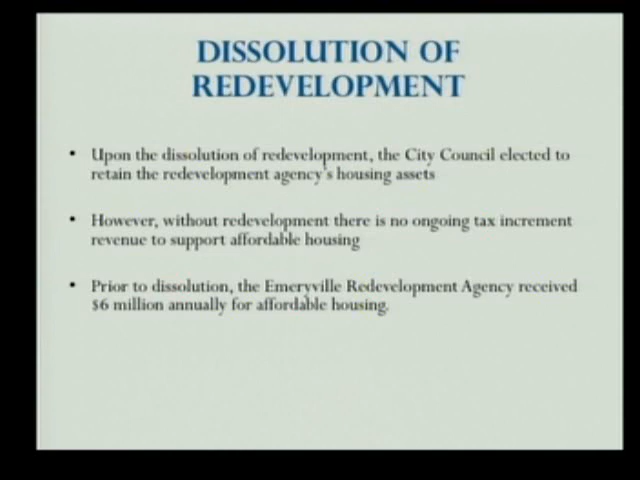 DISSOLUTION OF
REDEVELOPMENT
• Upon the dissolution of redevelopment, the City Council elected to
retain the redevelopment agency's housing assets
• However, without redevelopment there is no ongoing tax increment
revenue to support affordable housing
• Prior to dissolution, the Emeryville Redevelopment Agency received
$6 million annually for affordable housing.